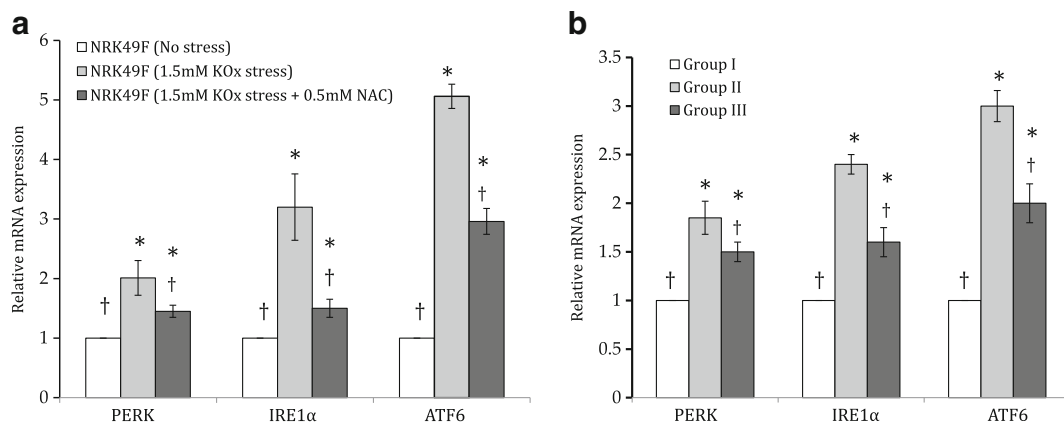 a
6
5
4
3
2
1
0
Relative mRNA expression
NRK49F (No stress)
NRK49F (1.5mM KOx stress)
NRK49F (1.5mM KOx stress + 0.5mM NAC)
†
*
*
†
†
*
*
†
†
*
*
†
PERK
IRE1α
ATF6
b
3.5
3
2.5
2
1.5
1
0.5
0
Relative mRNA expression
Group I
Group II
Group III
†
*
*
†
†
*
*
†
†
*
*
†
PERK
IRE1α
ATF6